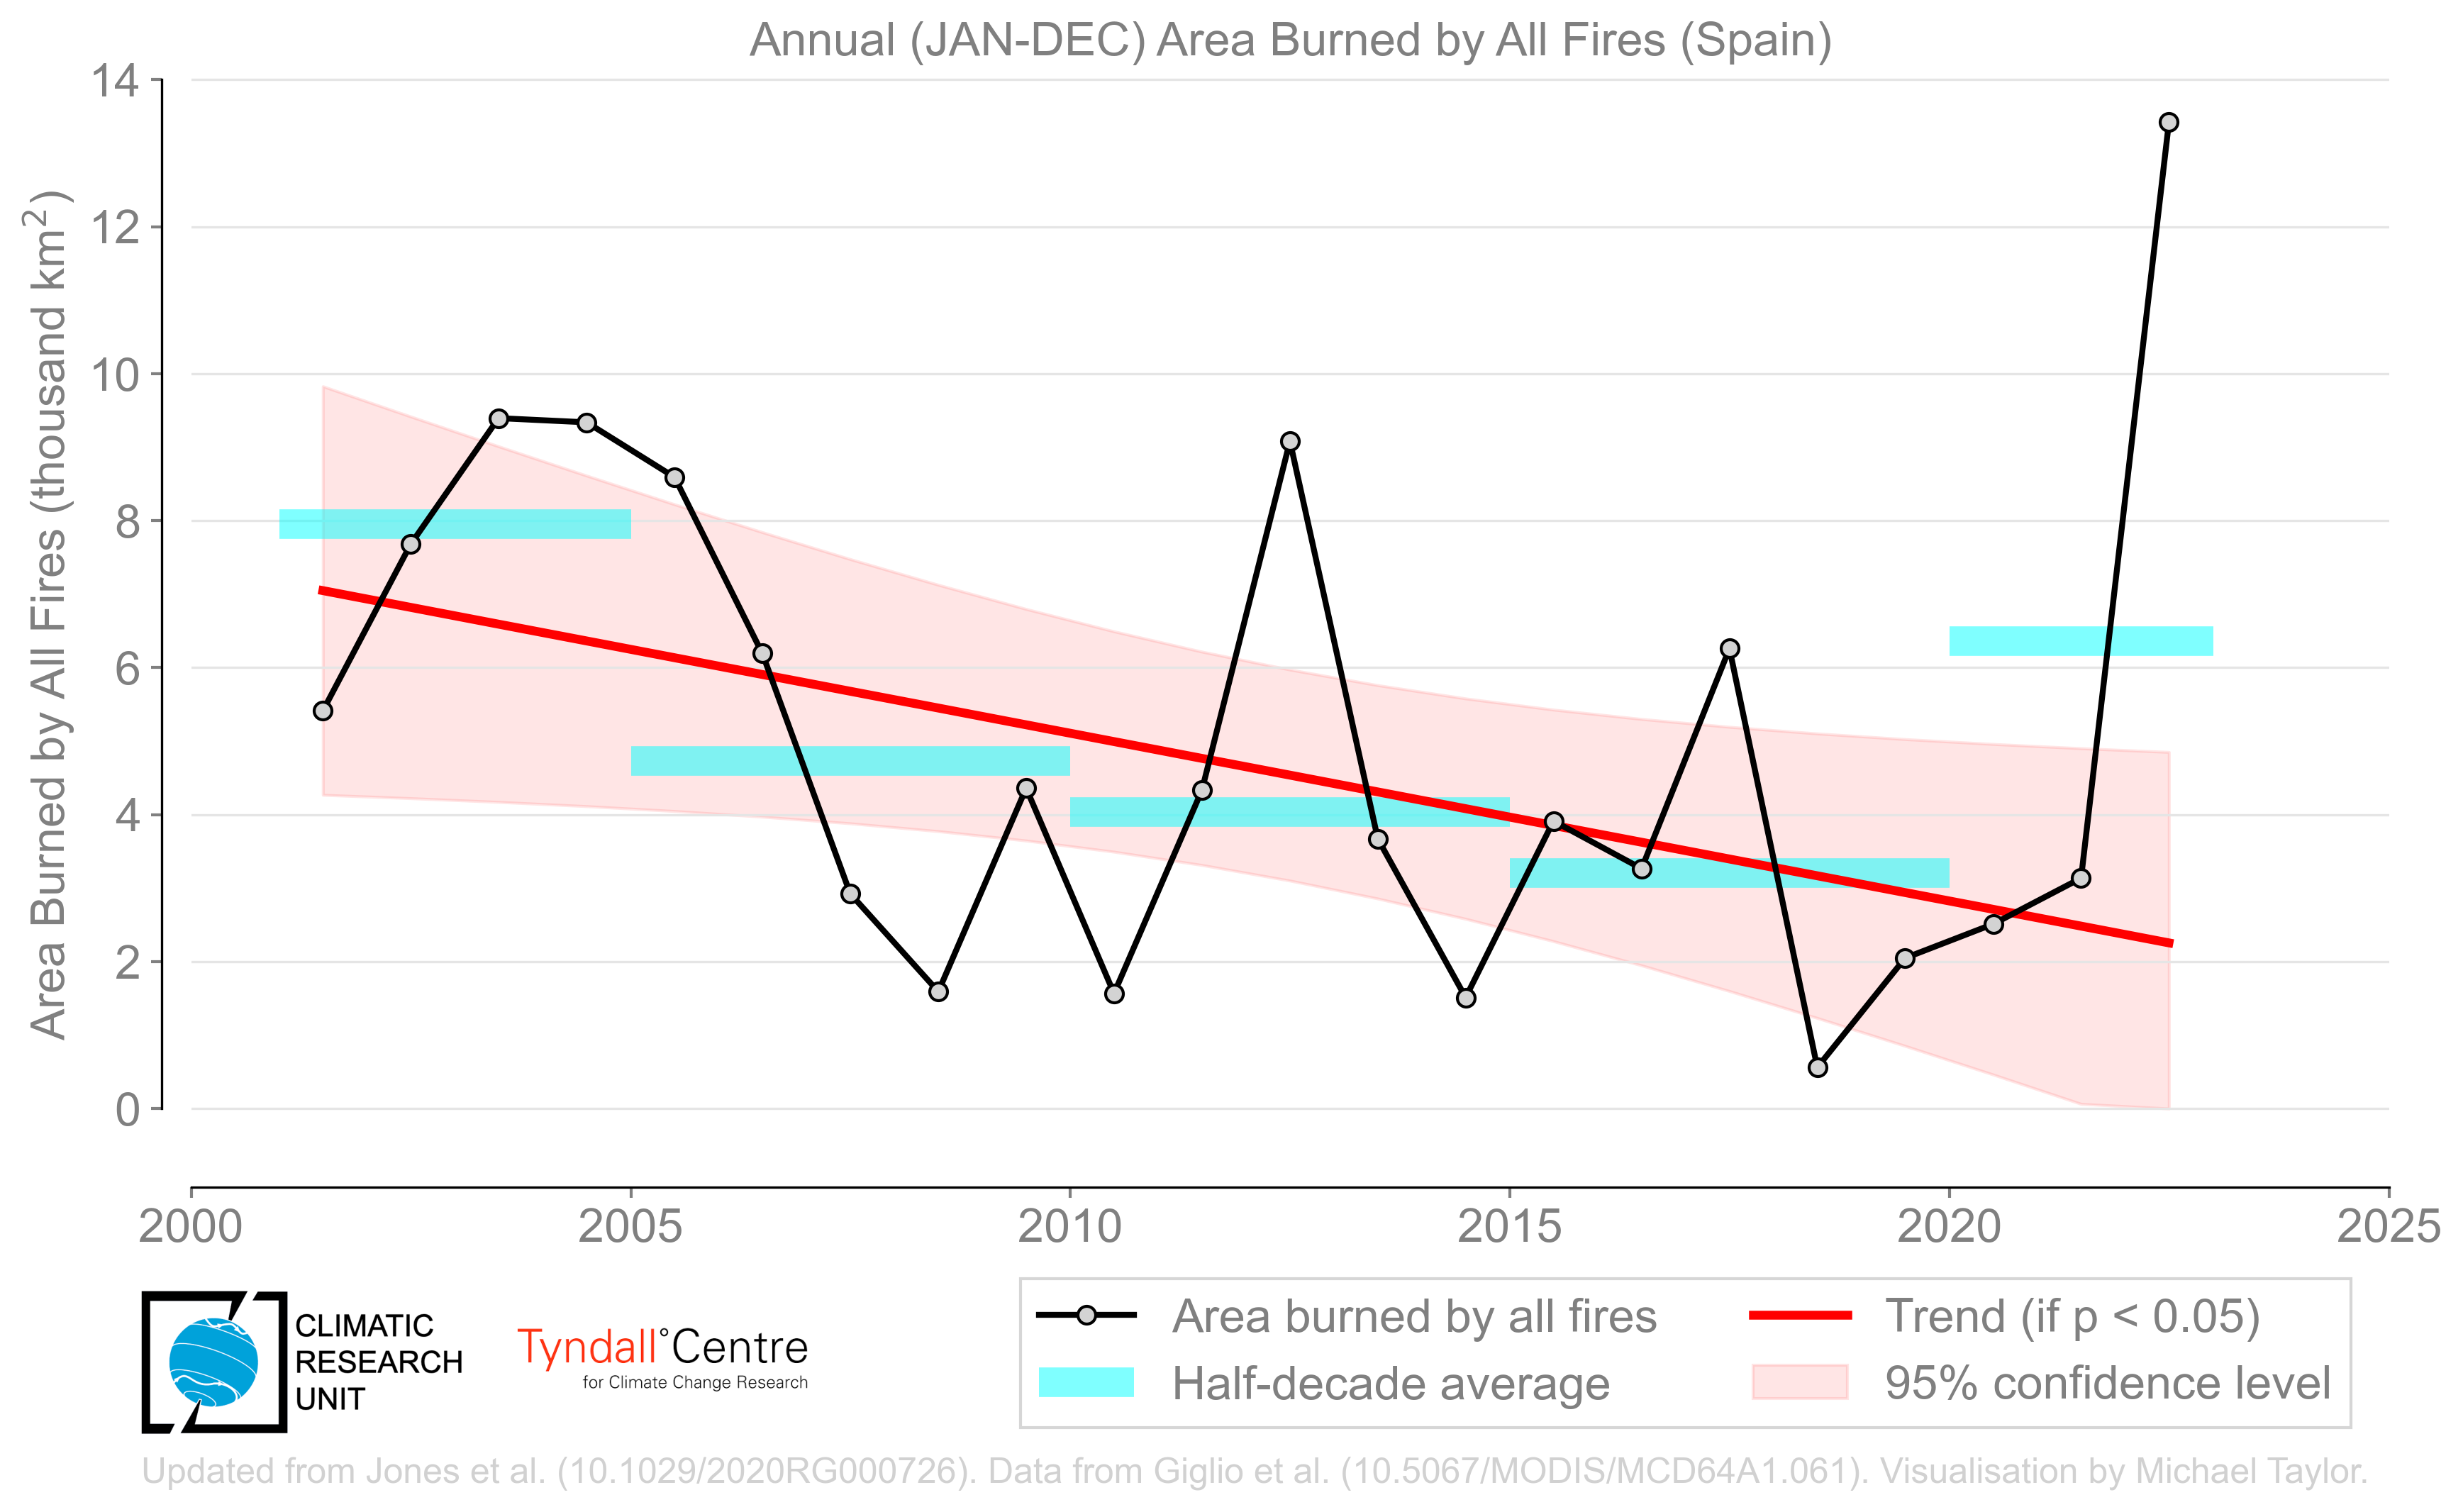 Annual (JAN-DEC) Area Burned by All Fires (Spain)
Area Burned by All Fires (thousand km²)
14
12
10
8
6
4
2
0
2000 2005 2010 2015 2020 2025
CLIMATIC
RESEARCH
UNIT
Tyndall°Centre
for Climate Change Research
Area burned by all fires
Trend (if p < 0.05)
Half-decade average
95% confidence level
Updated from Jones et al. (10.1029/2020RG000726). Data from Giglio et al. (10.5067/MODIS/MCD64A1.061). Visualisation by Michael Taylor.